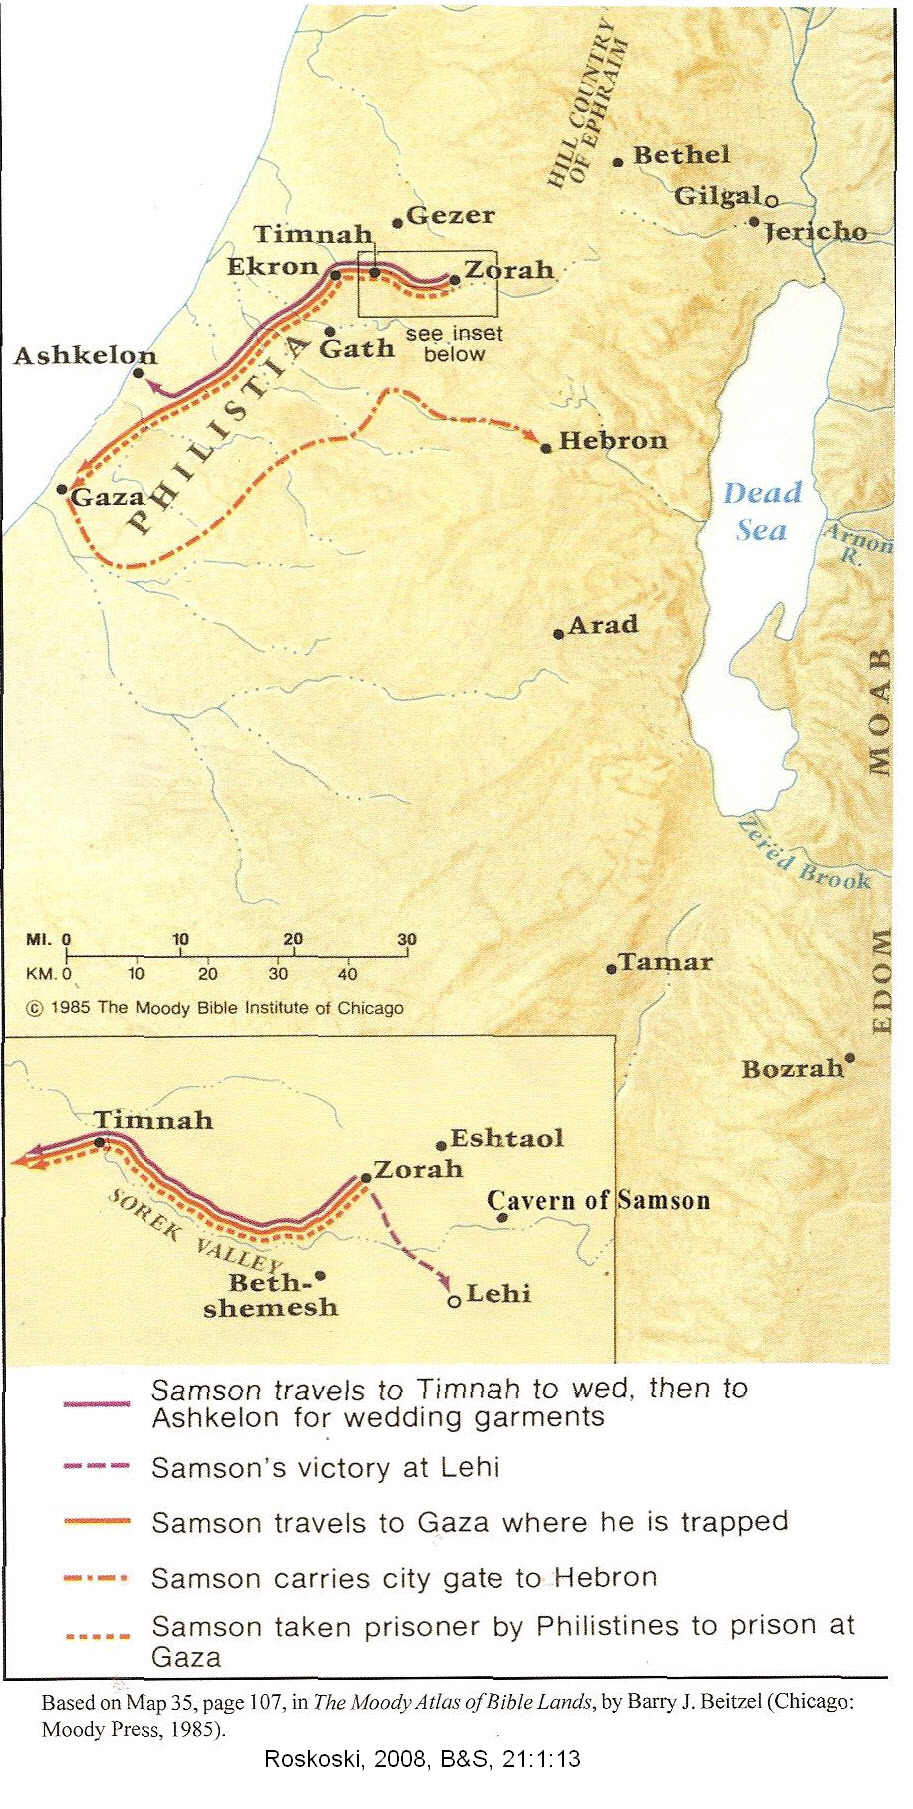 HILL COUNTRY
OF EPHRAIM
Bethel
Gilgal
Jericho
Gezer
Timnah
Ekron
Zorah
see inset
below
Gath
Ashkelon
PHILISTIA
Hebron
Gaza
Dead
Sea
Arnon
R.
Arad
MOAB
Zered Brook
EDOM
MI. 0 10 20 30
KM. 0 10 20 30 40
© 1985 The Moody Bible Institute of Chicago
Tamar
Bozrah
Timnah
Eshtaol
Zorah
Cavern of Samson
SOREK VALLEY
Beth-
shemesh
Lehi
Samson travels to Timnah to wed, then to
Ashkelon for wedding garments
Samson's victory at Lehi
Samson travels to Gaza where he is trapped
Samson carries city gate to Hebron
Samson taken prisoner by Philistines to prison at
Gaza
Based on Map 35, page 107, in The Moody Atlas of Bible Lands, by Barry J. Beitzel (Chicago:
Moody Press, 1985).
Roskoski, 2008, B&S, 21:1:13